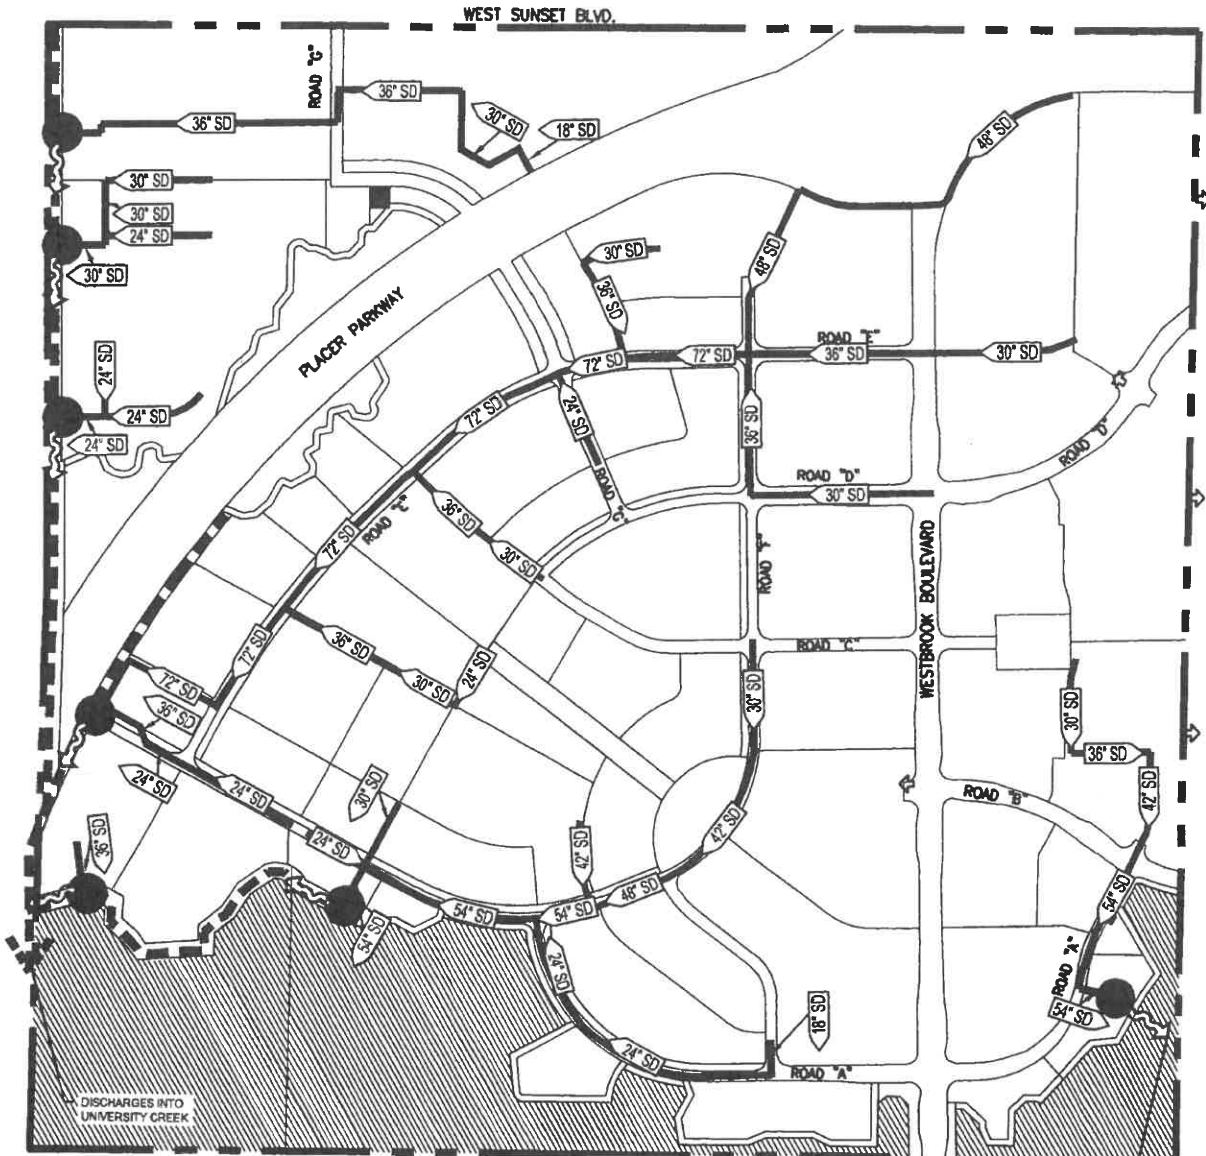 WEST SUNSET BLVD.
ROAD "G"
36" SD
36" SD
30" SD
18" SD
48" SD
30" SD
30" SD
24" SD
30" SD
48" SD
30" SD
36" SD
PLACER PARKWAY
ROAD "E"
72" SD
72" SD
36" SD
30" SD
24" SD
24" SD
24" SD
72" SD
24" SD
36" SD
ROAD "D"
ROAD "D"
30" SD
ROAD "C"
36" SD
30" SD
72" SD
ROAD "E"
ROAD "F"
WESTBROOK BOULEVARD
72" SD
36" SD
30" SD
24" SD
ROAD "C"
30" SD
30" SD
72" SD
36" SD
24" SD
24" SD
30" SD
36" SD
42" SD
ROAD "B"
24" SD
42" SD
42" SD
36" SD
48" SD
54" SD
54" SD
54" SD
54" SD
24" SD
ROAD "A"
54" SD
18" SD
24" SD
ROAD "A"
DISCHARGES INTO
UNIVERSITY CREEK